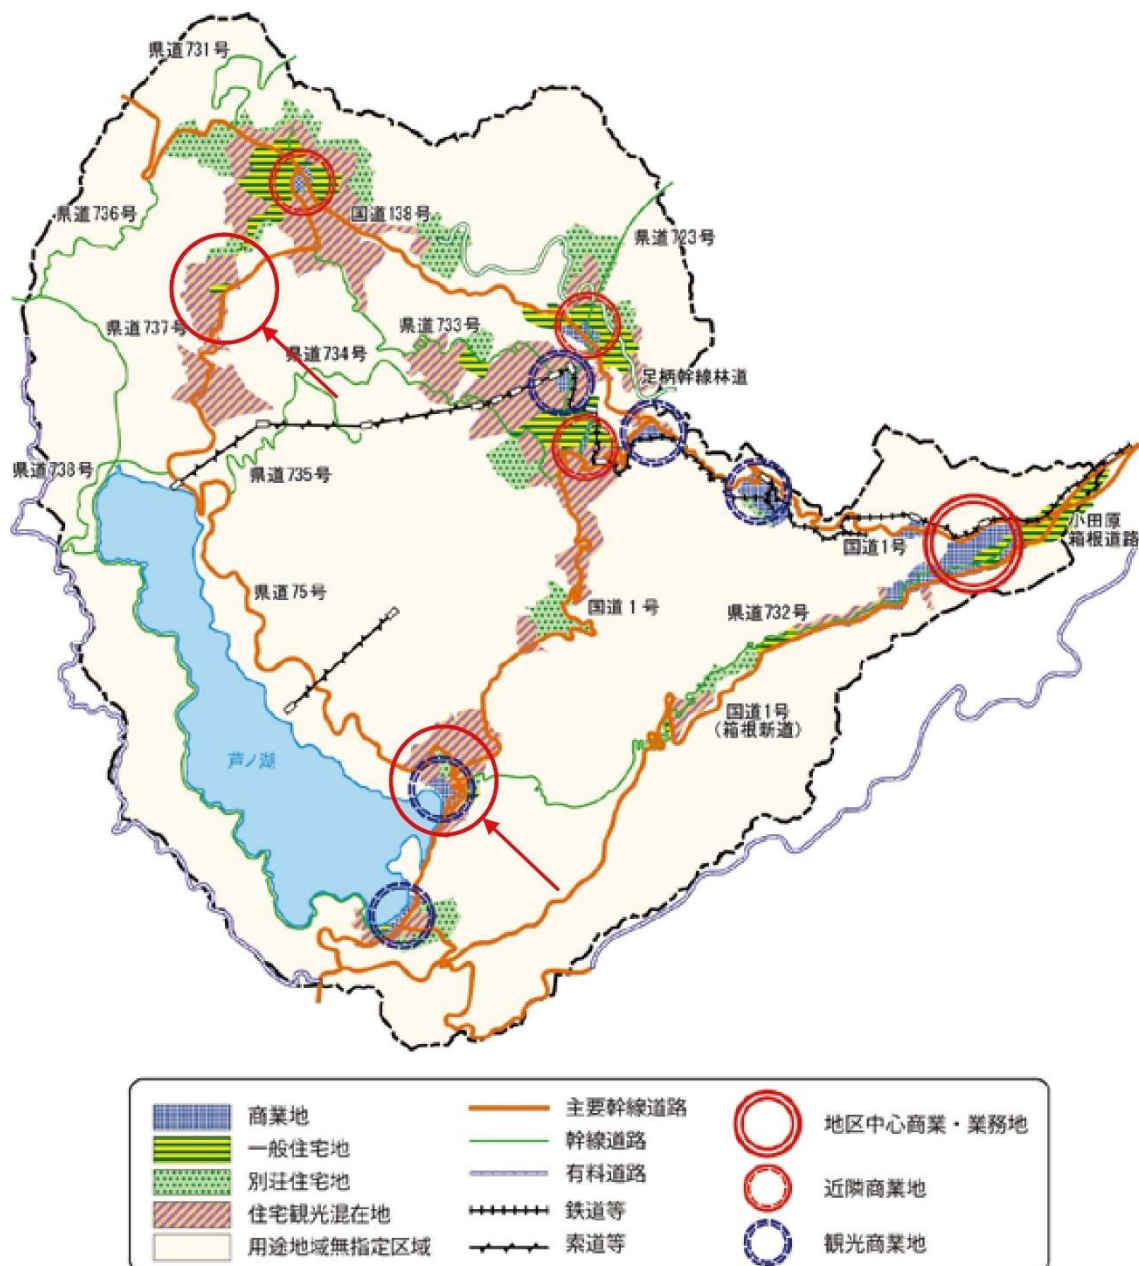 県道731号
県道736号
国道138号
県道723号
県道737号
県道733号
県道734号
足柄幹線林道
県道738号
県道735号
国道1号
小田原
箱根道路
県道75号
国道1号
県道732号
国道1号
(箱根新道)
芦ノ湖
商業地
一般住宅地
別荘住宅地
住宅観光混在地
用途地域無指定区域
主要幹線道路
幹線道路
有料道路
鉄道等
索道等
地区中心商業・業務地
近隣商業地
観光商業地